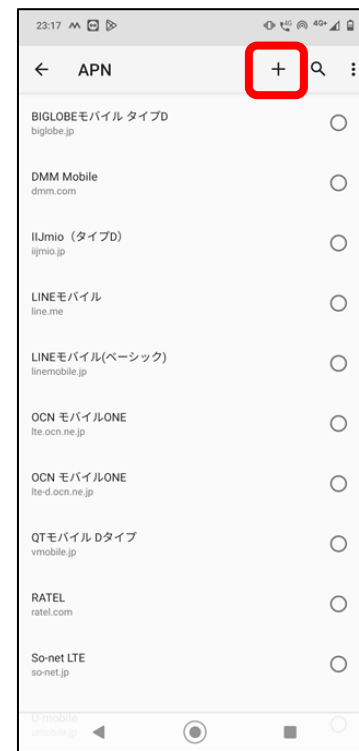 23:17
4G 4G+
APN
BIGLOBEモバイル タイプD
biglobe.jp
DMM Mobile
dmm.com
IIJmio（タイプD）
iijmio.jp
LINEモバイル
line.me
LINEモバイル(ベーシック)
linemobile.jp
OCN モバイルONE
lte.ocn.ne.jp
OCN モバイルONE
lte-d.ocn.ne.jp
QTモバイル Dタイプ
vmobile.jp
RATEL
ratel.com
So-net LTE
so-net.jp
U-mobile
umobile.jp